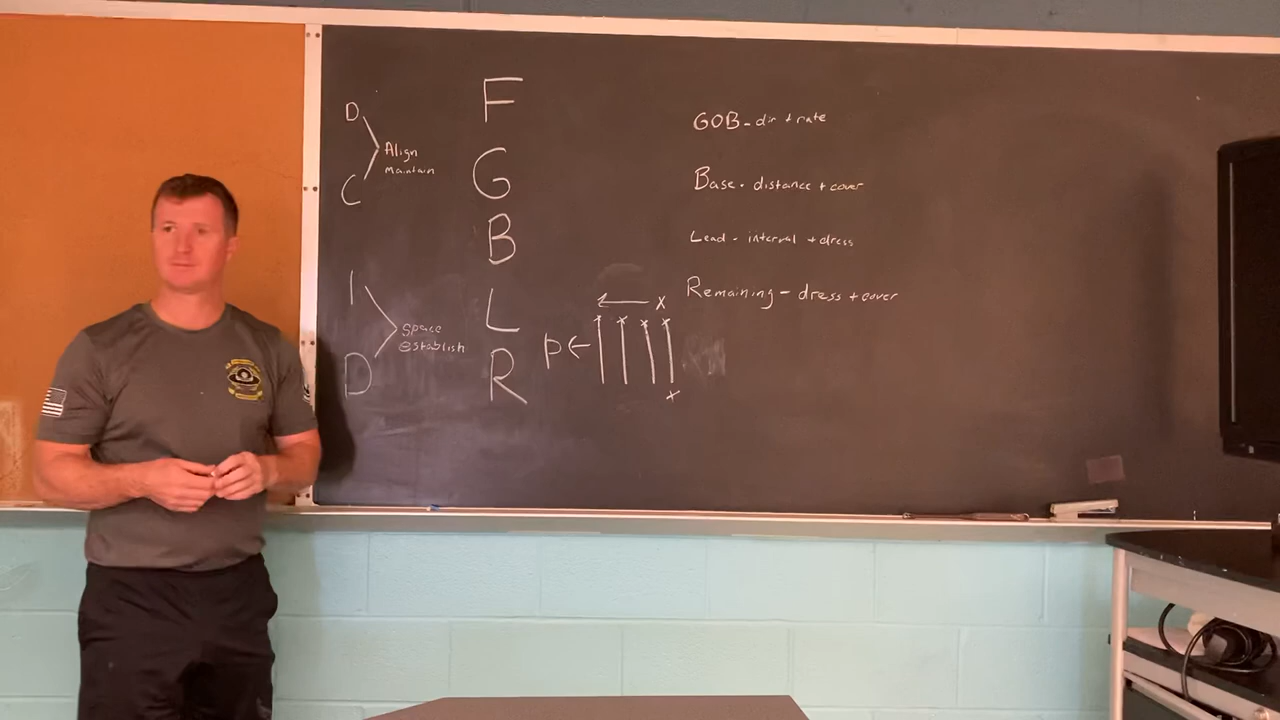 D
Align
maintain
C
I
Space
establish
D
F
G
B
L
R
P
x
GOB - dir + rate
Base - distance + cover
Lead - interval + dress
Remaining - dress + cover